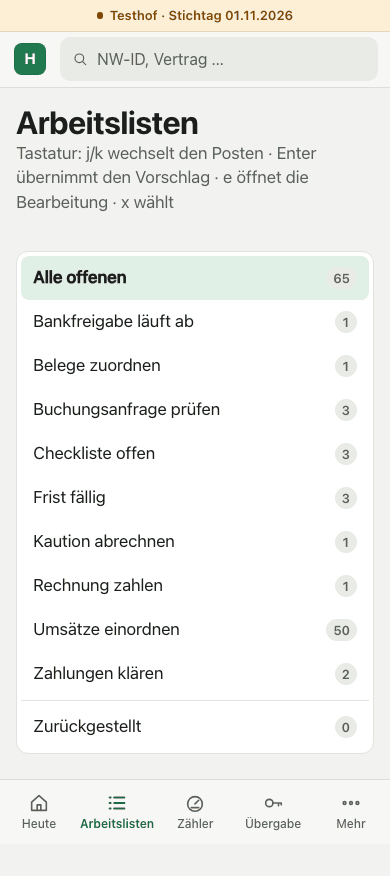 Testhof · Stichtag 01.11.2026
H
NW-ID, Vertrag ...
Arbeitslisten
Tastatur: j/k wechselt den Posten · Enter
übernimmt den Vorschlag · e öffnet die
Bearbeitung · x wählt
Alle offenen 65
Bankfreigabe läuft ab 1
Belege zuordnen 1
Buchungsanfrage prüfen 3
Checkliste offen 3
Frist fällig 3
Kaution abrechnen 1
Rechnung zahlen 1
Umsätze einordnen 50
Zahlungen klären 2
Zurückgestellt 0
Heute Arbeitslisten Zähler Übergabe Mehr